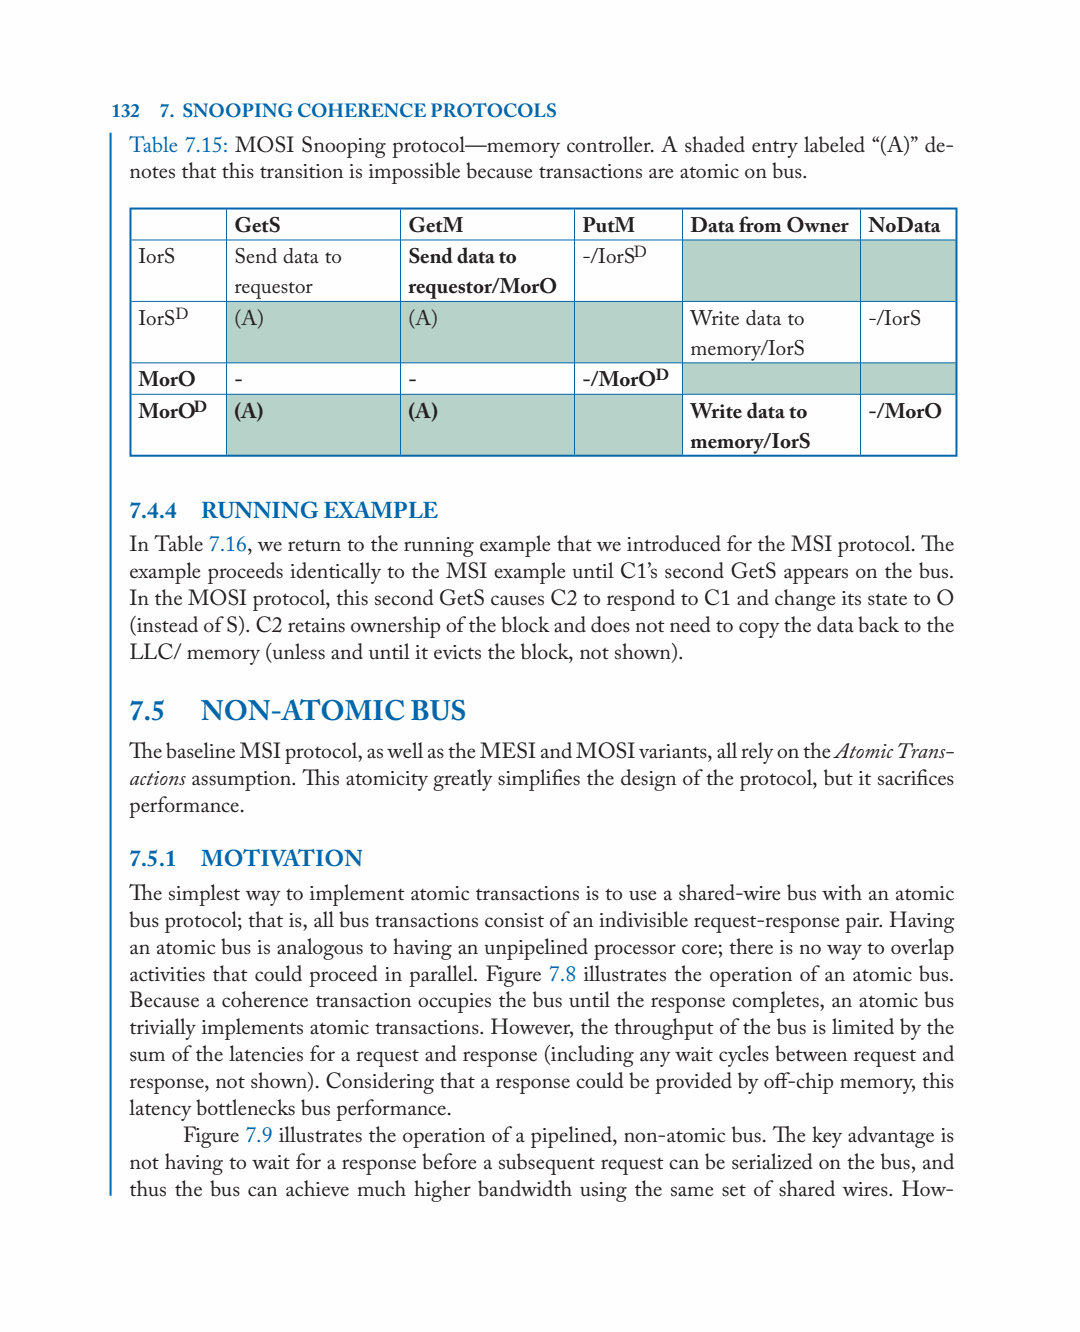 132 7. SNOOPING COHERENCE PROTOCOLS
Table 7.15: MOSI Snooping protocol—memory controller. A shaded entry labeled “(A)” de-
notes that this transition is impossible because transactions are atomic on bus.
GetS GetM PutM Data from Owner NoData
IorS Send data to Send data to -/IorSD
requestor requestor/MorO
IorSD (A) (A) Write data to -/IorS
memory/IorS
MorO - - -/MorOD
MorOD (A) (A) Write data to -/MorO
memory/IorS
7.4.4 RUNNING EXAMPLE
In Table 7.16, we return to the running example that we introduced for the MSI protocol. The
example proceeds identically to the MSI example until C1’s second GetS appears on the bus.
In the MOSI protocol, this second GetS causes C2 to respond to C1 and change its state to O
(instead of S). C2 retains ownership of the block and does not need to copy the data back to the
LLC/ memory (unless and until it evicts the block, not shown).
7.5 NON-ATOMIC BUS
The baseline MSI protocol, as well as the MESI and MOSI variants, all rely on the Atomic Trans-
actions assumption. This atomicity greatly simplifies the design of the protocol, but it sacrifices
performance.
7.5.1 MOTIVATION
The simplest way to implement atomic transactions is to use a shared-wire bus with an atomic
bus protocol; that is, all bus transactions consist of an indivisible request-response pair. Having
an atomic bus is analogous to having an unpipelined processor core; there is no way to overlap
activities that could proceed in parallel. Figure 7.8 illustrates the operation of an atomic bus.
Because a coherence transaction occupies the bus until the response completes, an atomic bus
trivially implements atomic transactions. However, the throughput of the bus is limited by the
sum of the latencies for a request and response (including any wait cycles between request and
response, not shown). Considering that a response could be provided by off-chip memory, this
latency bottlenecks bus performance.
Figure 7.9 illustrates the operation of a pipelined, non-atomic bus. The key advantage is
not having to wait for a response before a subsequent request can be serialized on the bus, and
thus the bus can achieve much higher bandwidth using the same set of shared wires. How-